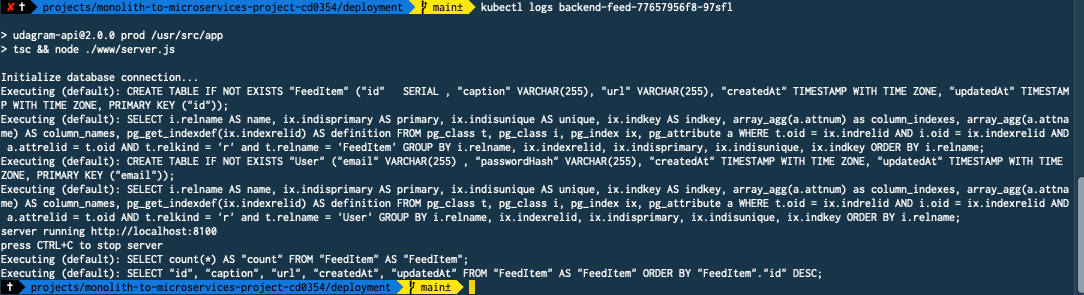 ✘ ✝ projects/monolith-to-microservices-project-cd0354/deployment main± kubectl logs backend-feed-77657956f8-97sfl
> udagram-api@2.0.0 prod /usr/src/app
> tsc && node ./www/server.js
Initialize database connection...
Executing (default): CREATE TABLE IF NOT EXISTS "FeedItem" ("id"   SERIAL , "caption" VARCHAR(255), "url" VARCHAR(255), "createdAt" TIMESTAMP WITH TIME ZONE, "updatedAt" TIMESTAM
P WITH TIME ZONE, PRIMARY KEY ("id"));
Executing (default): SELECT i.relname AS name, ix.indisprimary AS primary, ix.indisunique AS unique, ix.indkey AS indkey, array_agg(a.attnum) as column_indexes, array_agg(a.attna
me) AS column_names, pg_get_indexdef(ix.indexrelid) AS definition FROM pg_class t, pg_class i, pg_index ix, pg_attribute a WHERE t.oid = ix.indrelid AND i.oid = ix.indexrelid AND
 a.attrelid = t.oid AND t.relkind = 'r' and t.relname = 'FeedItem' GROUP BY i.relname, ix.indexrelid, ix.indisprimary, ix.indisunique, ix.indkey ORDER BY i.relname;
Executing (default): CREATE TABLE IF NOT EXISTS "User" ("email" VARCHAR(255) , "passwordHash" VARCHAR(255), "createdAt" TIMESTAMP WITH TIME ZONE, "updatedAt" TIMESTAMP WITH TIME
ZONE, PRIMARY KEY ("email"));
Executing (default): SELECT i.relname AS name, ix.indisprimary AS primary, ix.indisunique AS unique, ix.indkey AS indkey, array_agg(a.attnum) as column_indexes, array_agg(a.attna
me) AS column_names, pg_get_indexdef(ix.indexrelid) AS definition FROM pg_class t, pg_class i, pg_index ix, pg_attribute a WHERE t.oid = ix.indrelid AND i.oid = ix.indexrelid AND
 a.attrelid = t.oid AND t.relkind = 'r' and t.relname = 'User' GROUP BY i.relname, ix.indexrelid, ix.indisprimary, ix.indisunique, ix.indkey ORDER BY i.relname;
server running http://localhost:8100
press CTRL+C to stop server
Executing (default): SELECT count(*) AS "count" FROM "FeedItem" AS "FeedItem";
Executing (default): SELECT "id", "caption", "url", "createdAt", "updatedAt" FROM "FeedItem" AS "FeedItem" ORDER BY "FeedItem"."id" DESC;
✝ projects/monolith-to-microservices-project-cd0354/deployment main±